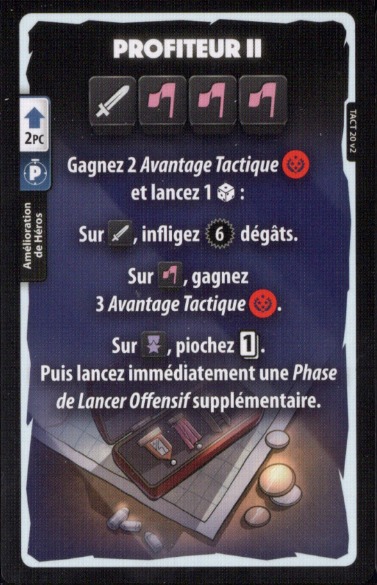 PROFITEUR II
2PC
P
Amélioration
de Héros
TACT 20 v2
Gagnez 2 Avantage Tactique
et lancez 1 :
Sur , infligez 6 dégâts.
Sur , gagnez
3 Avantage Tactique .
Sur , piochez 1.
Puis lancez immédiatement une Phase
de Lancer Offensif supplémentaire.